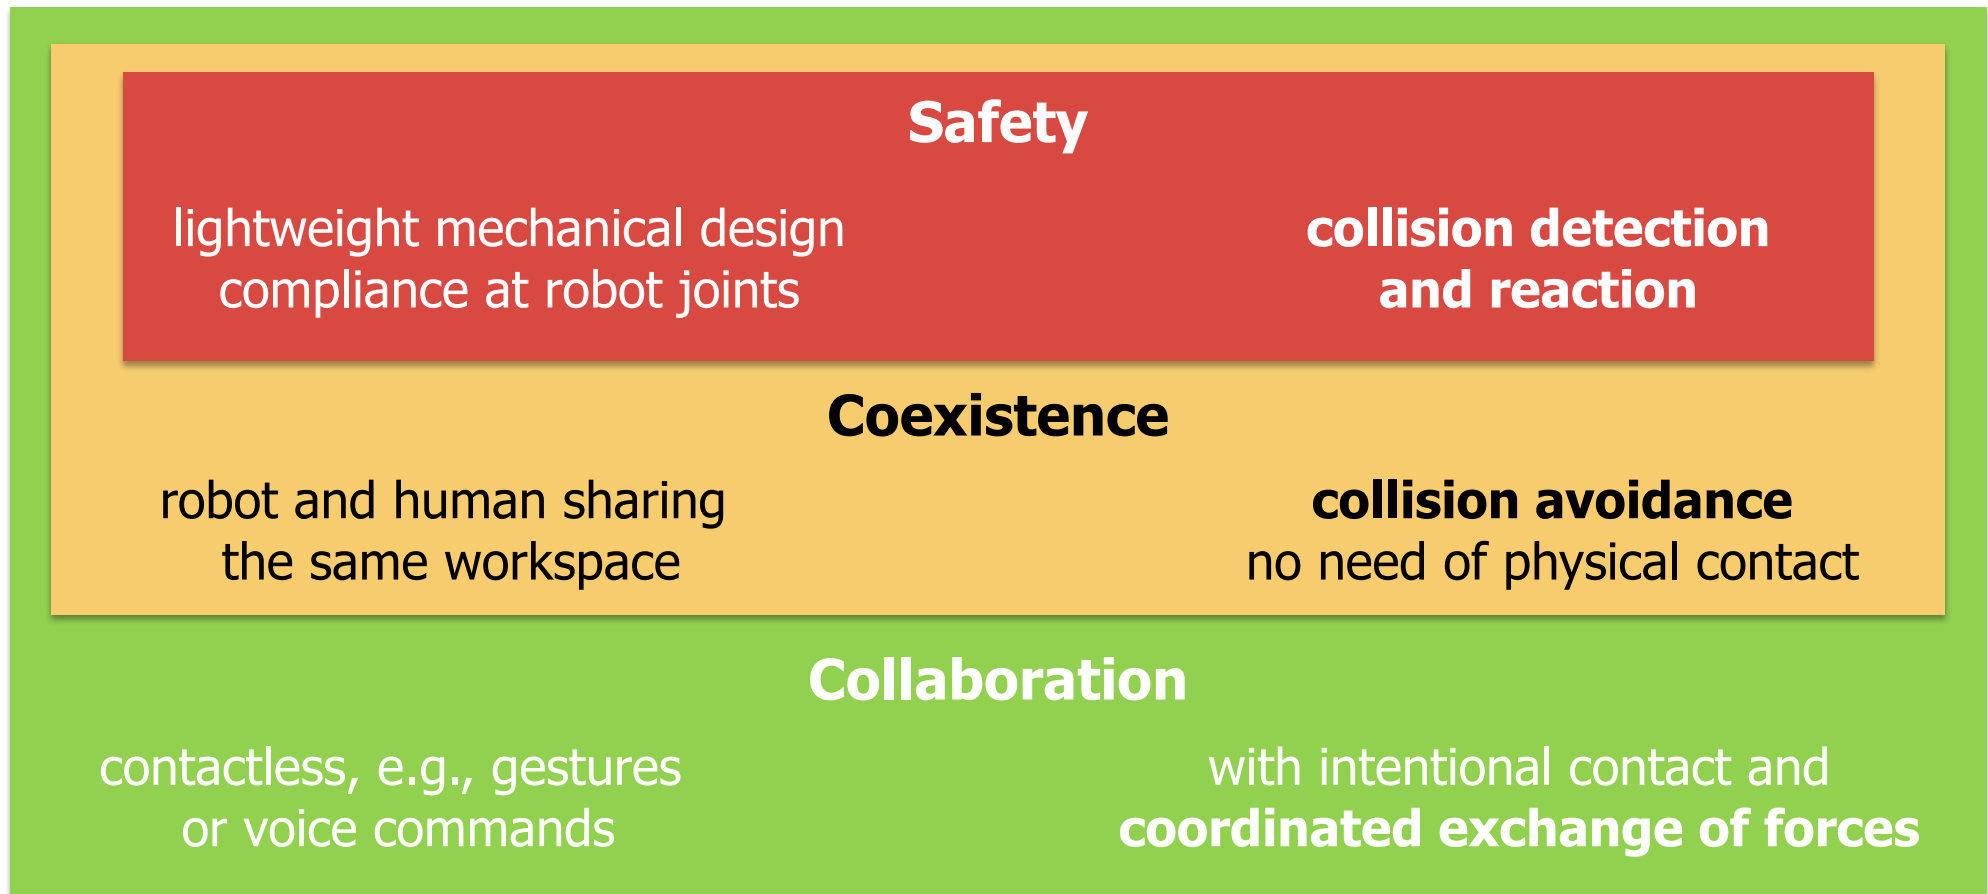 Safety
lightweight mechanical design
compliance at robot joints
collision detection
and reaction
Coexistence
robot and human sharing
the same workspace
collision avoidance
no need of physical contact
Collaboration
contactless, e.g., gestures
or voice commands
with intentional contact and
coordinated exchange of forces